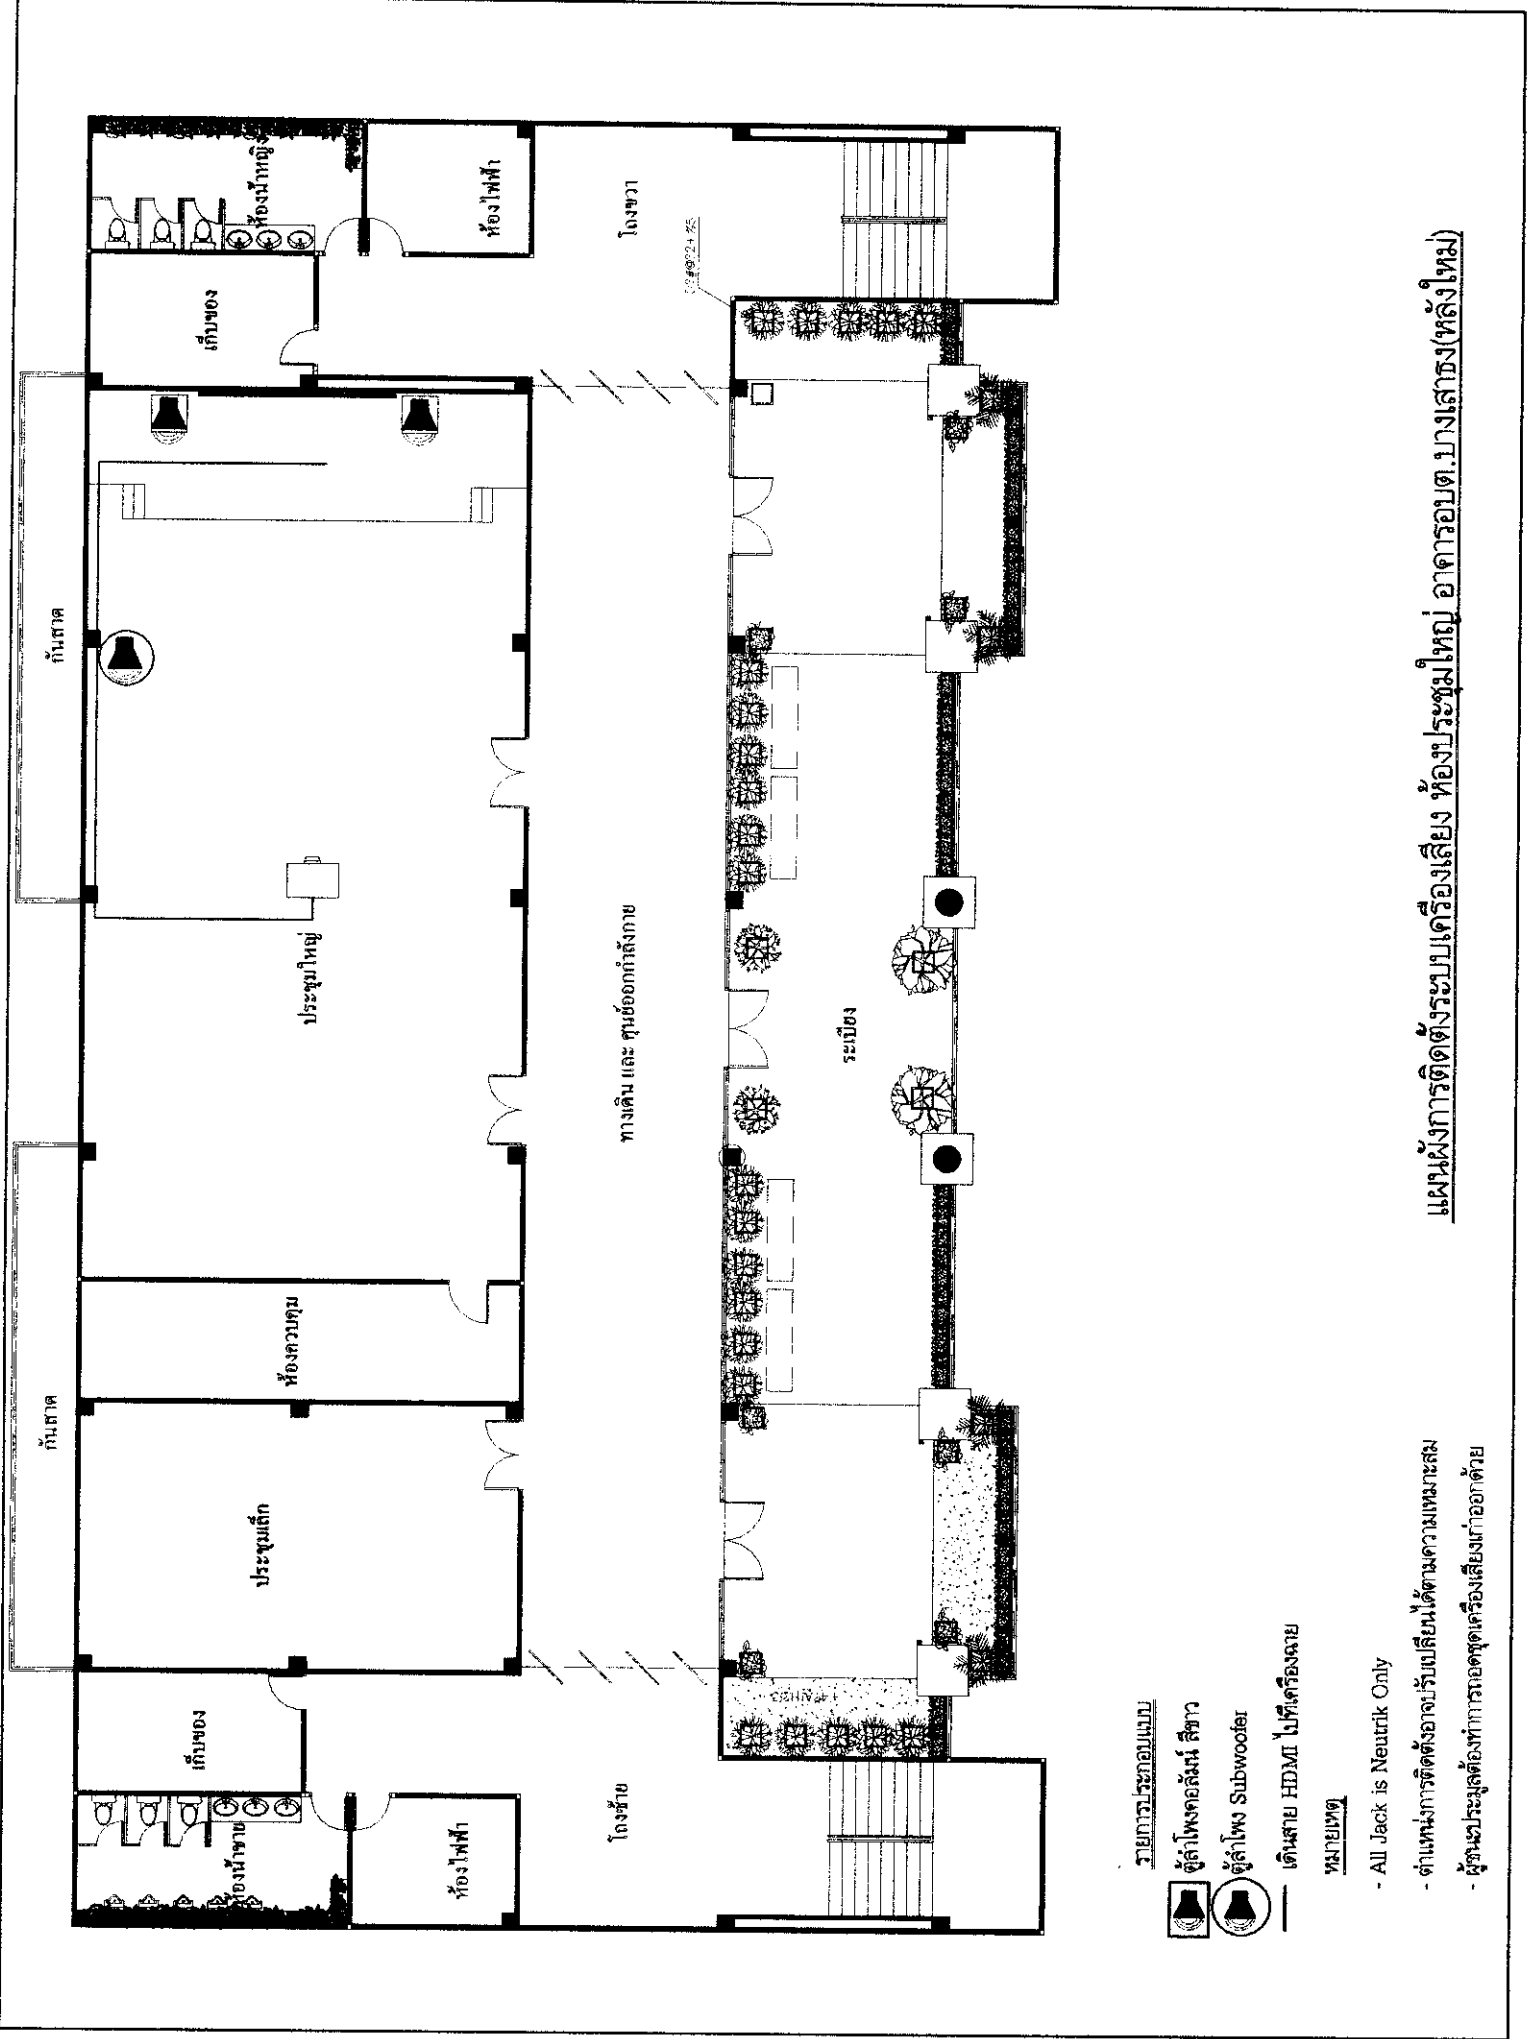 กันสาด
กันสาด
ห้องน้ำชาย
เก็บของ
ประชุมเล็ก
ห้องควบคุม
ประชุมใหญ่
เก็บของ
ห้องน้ำหญิง
ห้องไฟฟ้า
ห้องไฟฟ้า
โถงซ้าย
ทางเดิน และ ศูนย์ออกกำลังกาย
โถงขวา
ระเบียง
รายการประกอบแบบ
ตู้ลำโพงคอลัมน์ สีขาว
ตู้ลำโพง Subwoofer
เดินสาย HDMI ไปที่เครื่องฉาย
หมายเหตุ
- All Jack is Neutrik Only
- ตำแหน่งการติดตั้งอาจปรับเปลี่ยนได้ตามความเหมาะสม
- ผู้ชนะประมูลต้องทำการถอดชุดเครื่องเสียงเก่าออกด้วย
แผนผังการติดตั้งระบบเครื่องเสียง ห้องประชุมใหญ่ อาคารอบต.บางเสาธง(หลังใหม่)